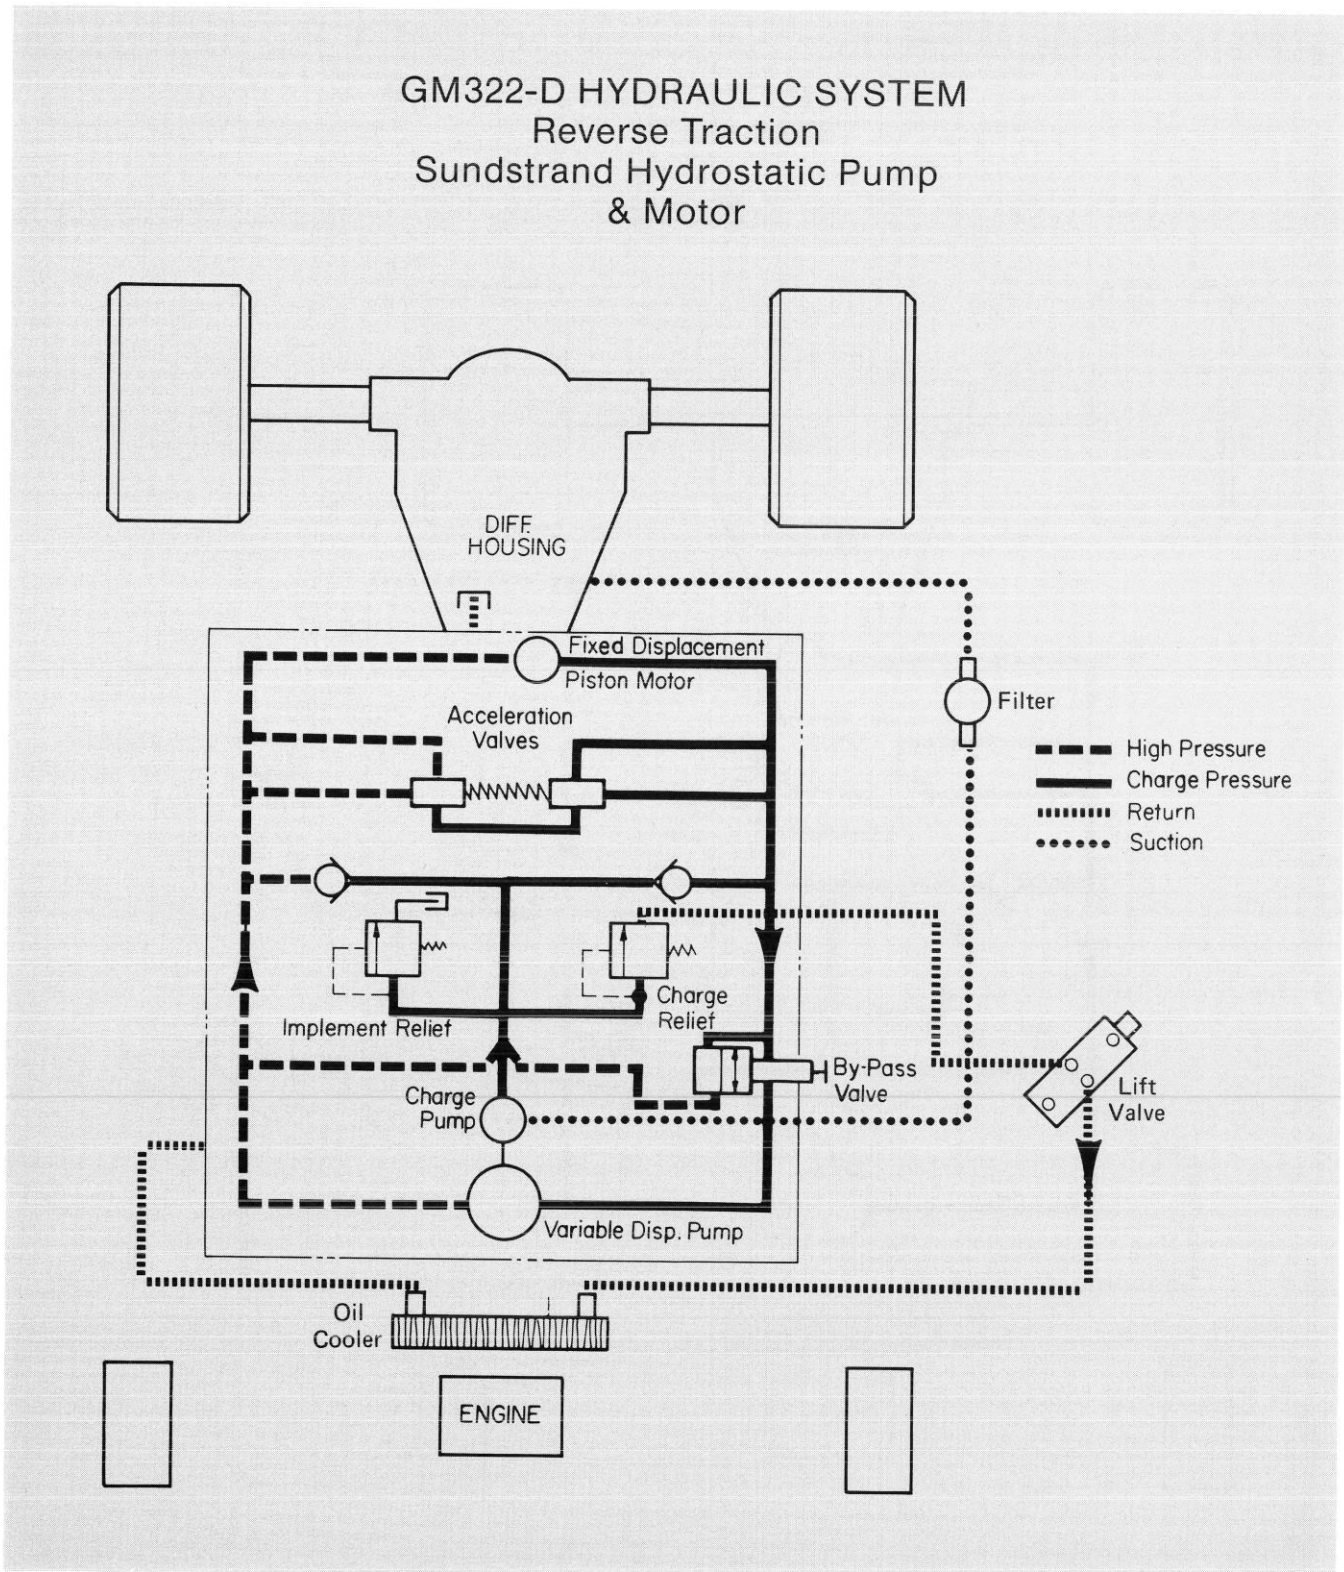 GM322-D HYDRAULIC SYSTEM
Reverse Traction
Sundstrand Hydrostatic Pump
& Motor
DIFF.
HOUSING
Fixed Displacement
Piston Motor
Acceleration
Valves
Filter
High Pressure
Charge Pressure
Return
Suction
Implement Relief
Charge
Relief
By-Pass
Valve
Lift
Valve
Charge
Pump
Variable Disp. Pump
Oil
Cooler
ENGINE